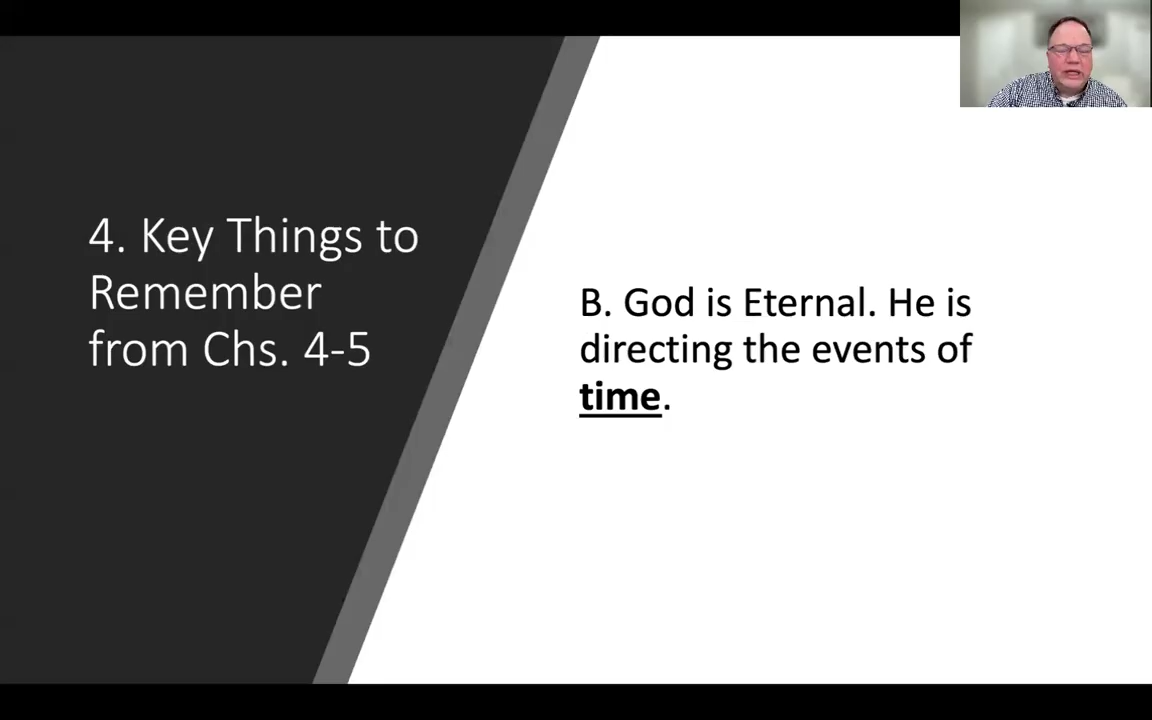 4. Key Things to
Remember
from Chs. 4-5
B. God is Eternal. He is
directing the events of
time.